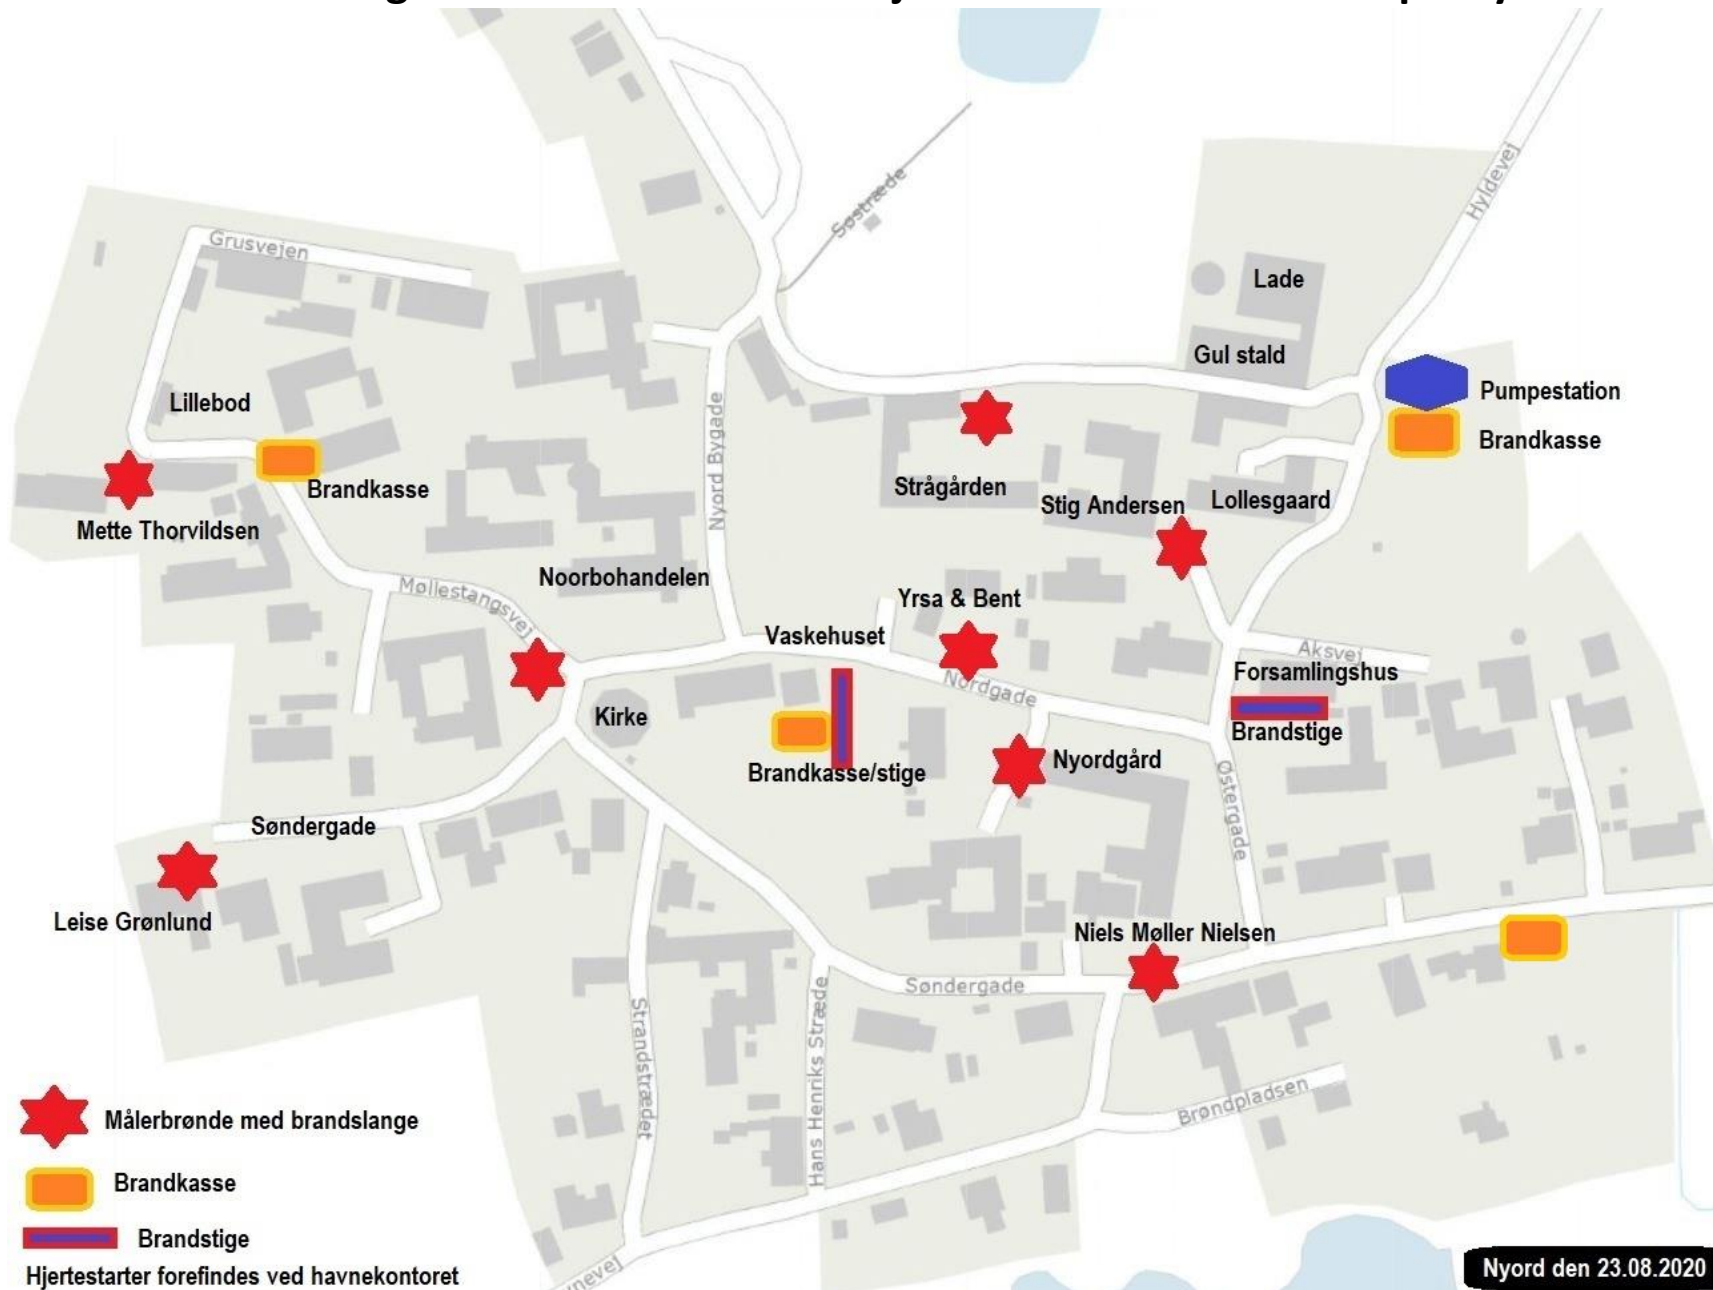 Søstræde
Hyldevej
Grusvejen
Lade
Gul stald
Pumpestation
Lillebod
Brandkasse
Nyord Bygade
Brandkasse
Strågården
Stig Andersen
Lollesgaard
Mette Thorvildsen
Noorbohandelen
Møllestangsvej
Yrsa & Bent
Vaskehuset
Aksvej
Forsamlingshus
Nordgade
Kirke
Brandstige
Brandkasse/stige
Nyordgård
Østergade
Søndergade
Leise Grønlund
Niels Møller Nielsen
Søndergade
Strandstrædet
Hans Henriks Stræde
Brøndpladsen
Målerbrønde med brandslange
Brandkasse
Brandstige
Hjertestarter forefindes ved havnekontoret
Nyord den 23.08.2020